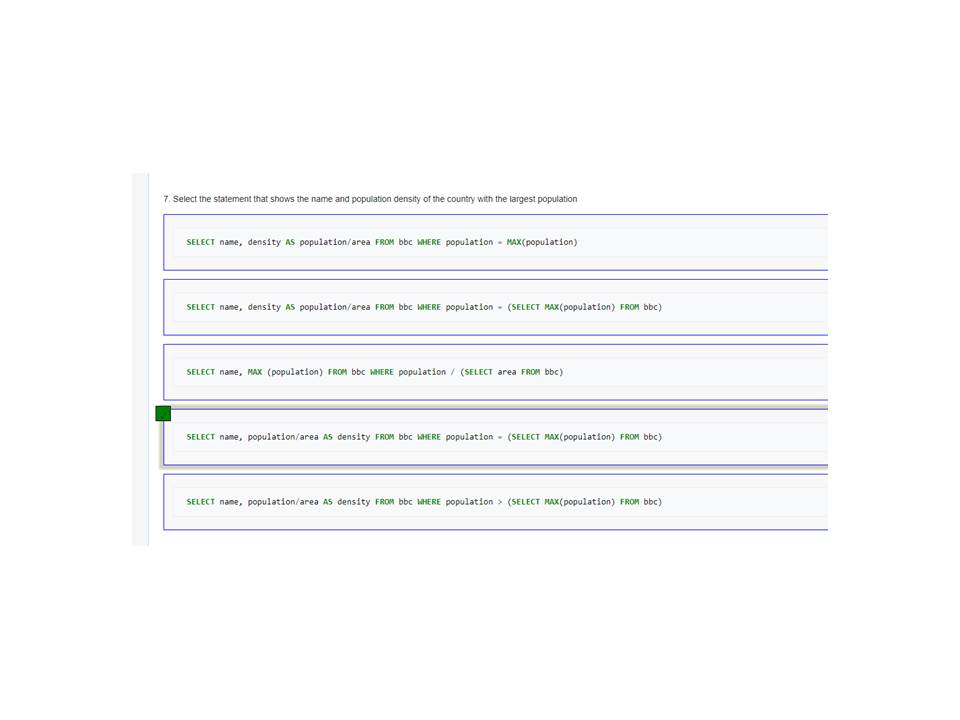 7. Select the statement that shows the name and population density of the country with the largest population
SELECT name, density AS population/area FROM bbc WHERE population = MAX(population)
SELECT name, density AS population/area FROM bbc WHERE population = (SELECT MAX(population) FROM bbc)
SELECT name, MAX (population) FROM bbc WHERE population / (SELECT area FROM bbc)
SELECT name, population/area AS density FROM bbc WHERE population = (SELECT MAX(population) FROM bbc)
SELECT name, population/area AS density FROM bbc WHERE population > (SELECT MAX(population) FROM bbc)